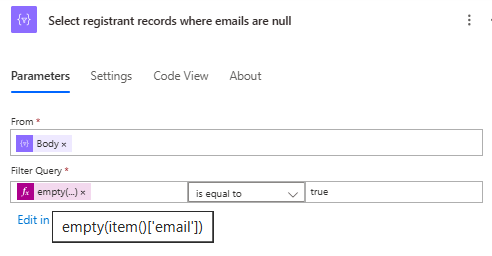 {v} Select registrant records where emails are null
Parameters Settings Code View About
From *
{v} Body ×
Filter Query *
fx empty(...) × is equal to true
Edit in
empty(item()['email'])